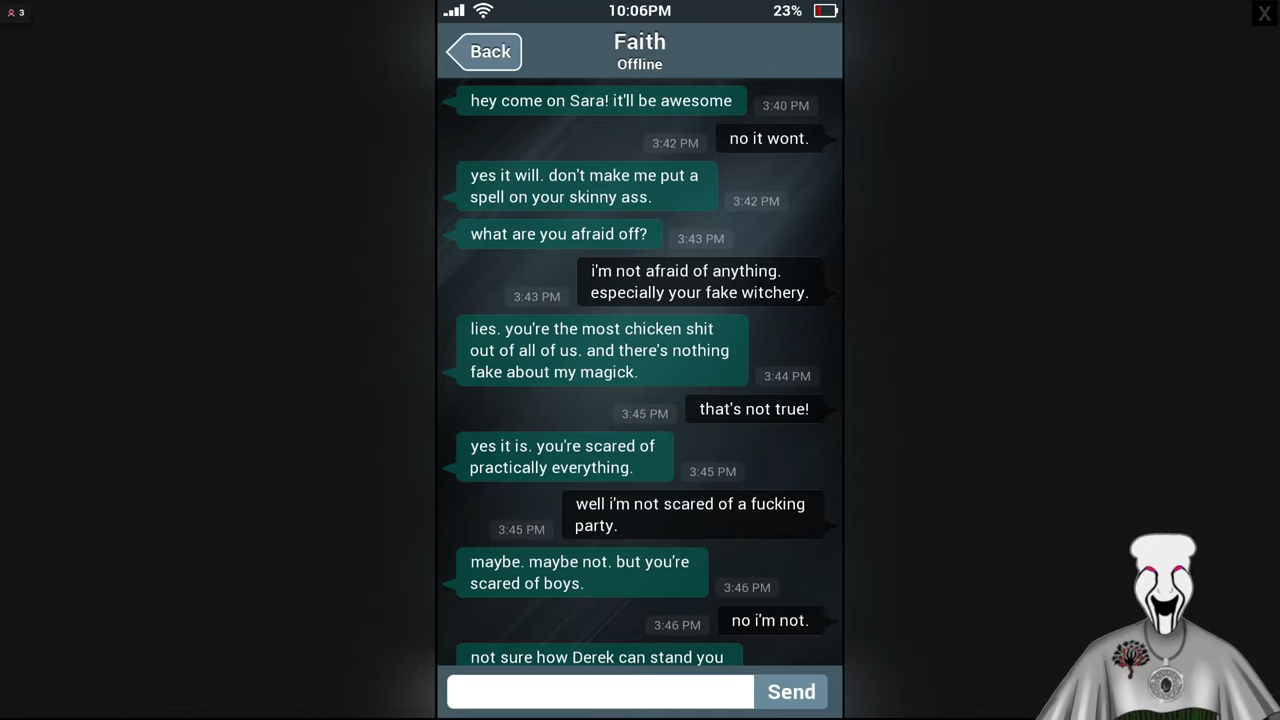 3
X
10:06PM
23%
Back
Faith
Offline
hey come on Sara! it'll be awesome
3:40 PM
no it wont.
3:42 PM
yes it will. don't make me put a
spell on your skinny ass.
3:42 PM
what are you afraid off?
3:43 PM
i'm not afraid of anything.
especially your fake witchery.
3:43 PM
lies. you're the most chicken shit
out of all of us. and there's nothing
fake about my magick.
3:44 PM
that's not true!
3:45 PM
yes it is. you're scared of
practically everything.
3:45 PM
well i'm not scared of a fucking
party.
3:45 PM
maybe. maybe not. but you're
scared of boys.
3:46 PM
no i'm not.
3:46 PM
not sure how Derek can stand you
Send